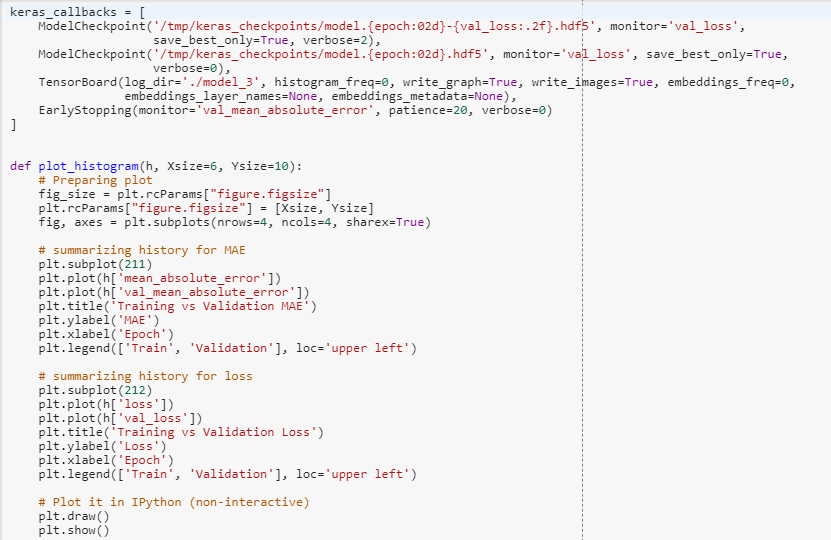 keras_callbacks = [
    ModelCheckpoint('/tmp/keras_checkpoints/model.{epoch:02d}-{val_loss:.2f}.hdf5', monitor='val_loss',
                    save_best_only=True, verbose=2),
    ModelCheckpoint('/tmp/keras_checkpoints/model.{epoch:02d}.hdf5', monitor='val_loss', save_best_only=True,
                    verbose=0),
    TensorBoard(log_dir='./model_3', histogram_freq=0, write_graph=True, write_images=True, embeddings_freq=0,
                embeddings_layer_names=None, embeddings_metadata=None),
    EarlyStopping(monitor='val_mean_absolute_error', patience=20, verbose=0)
]
def plot_histogram(h, Xsize=6, Ysize=10):
    # Preparing plot
    fig_size = plt.rcParams["figure.figsize"]
    plt.rcParams["figure.figsize"] = [Xsize, Ysize]
    fig, axes = plt.subplots(nrows=4, ncols=4, sharex=True)
    # summarizing history for MAE
    plt.subplot(211)
    plt.plot(h['mean_absolute_error'])
    plt.plot(h['val_mean_absolute_error'])
    plt.title('Training vs Validation MAE')
    plt.ylabel('MAE')
    plt.xlabel('Epoch')
    plt.legend(['Train', 'Validation'], loc='upper left')
    # summarizing history for loss
    plt.subplot(212)
    plt.plot(h['loss'])
    plt.plot(h['val_loss'])
    plt.title('Training vs Validation Loss')
    plt.ylabel('Loss')
    plt.xlabel('Epoch')
    plt.legend(['Train', 'Validation'], loc='upper left')
    # Plot it in IPython (non-interactive)
    plt.draw()
    plt.show()